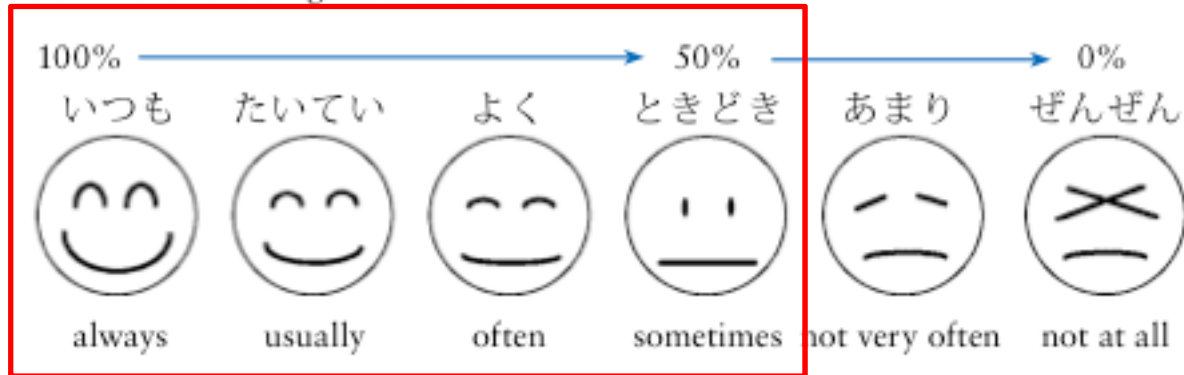 100% 50% 0%
いつも たいてい よく ときどき あまり ぜんぜん
always usually often sometimes not very often not at all